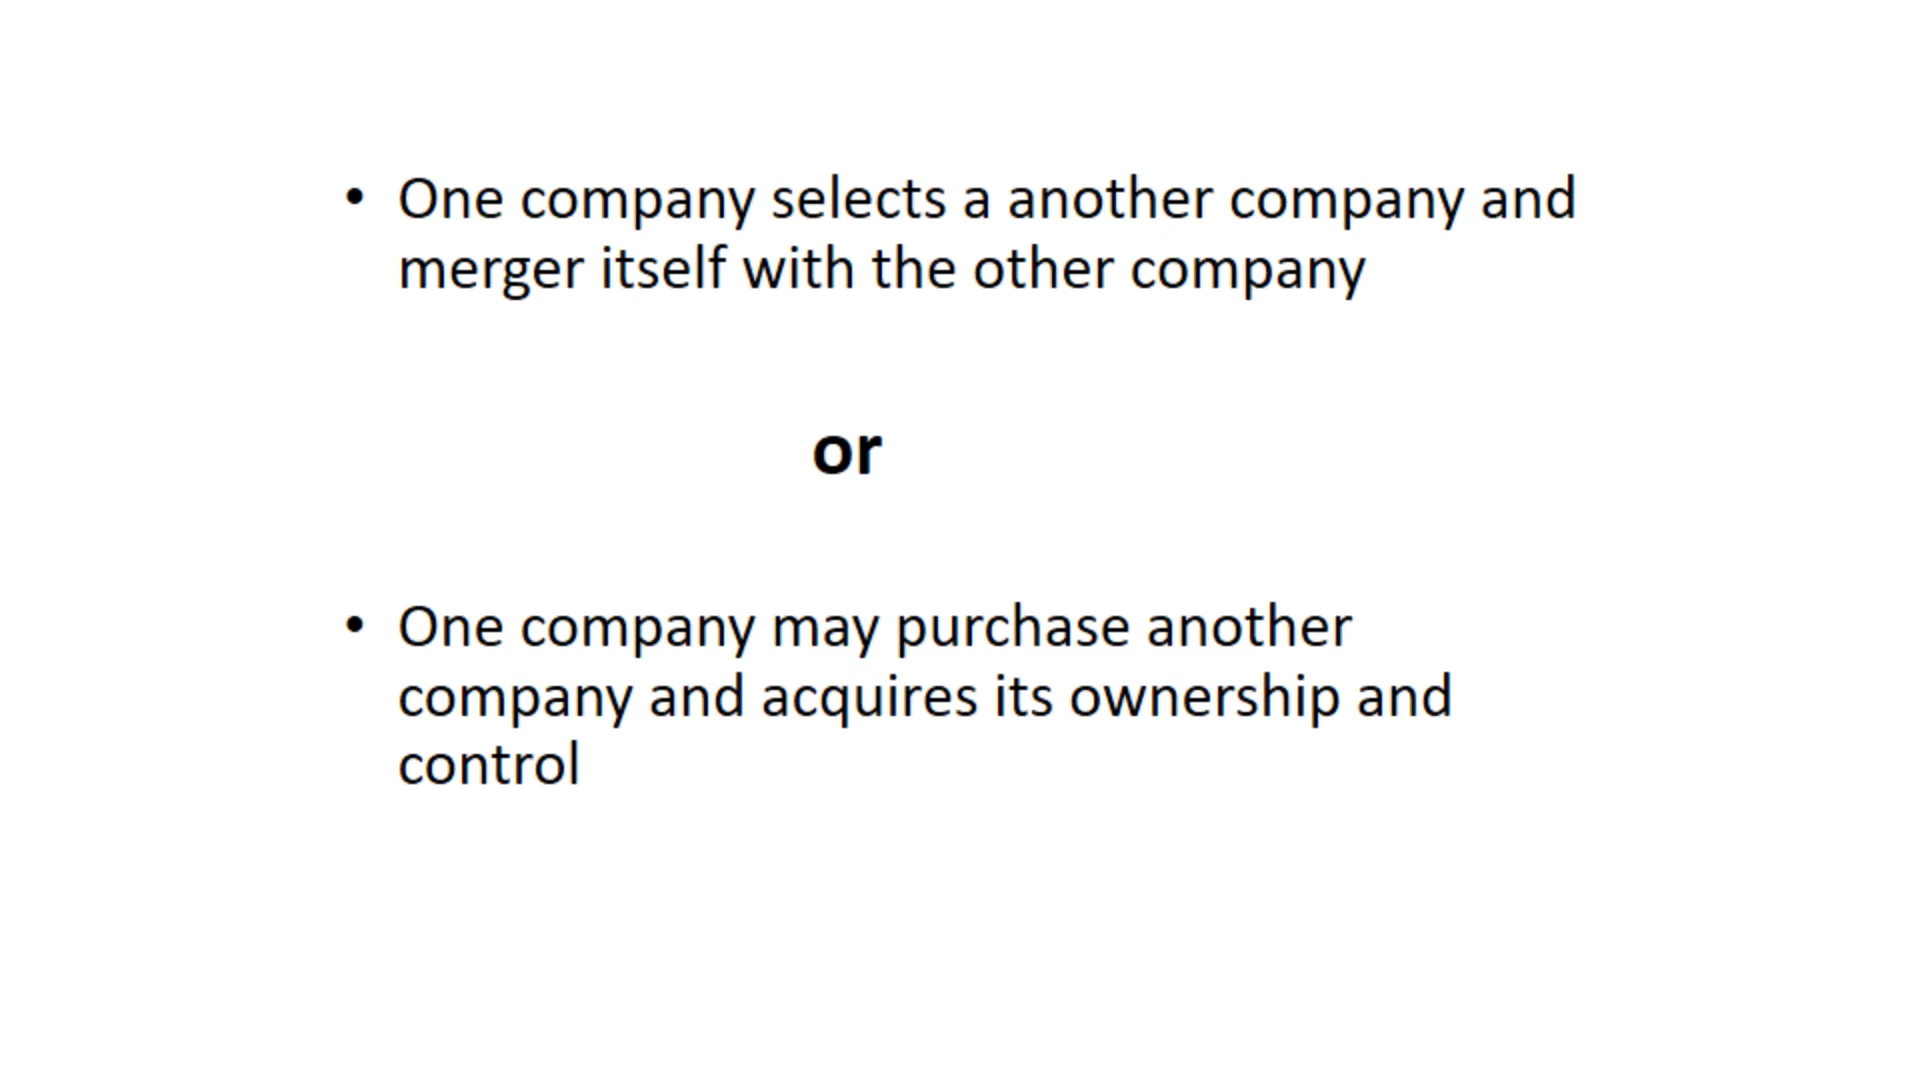 • One company selects a another company and
merger itself with the other company
or
• One company may purchase another
company and acquires its ownership and
control